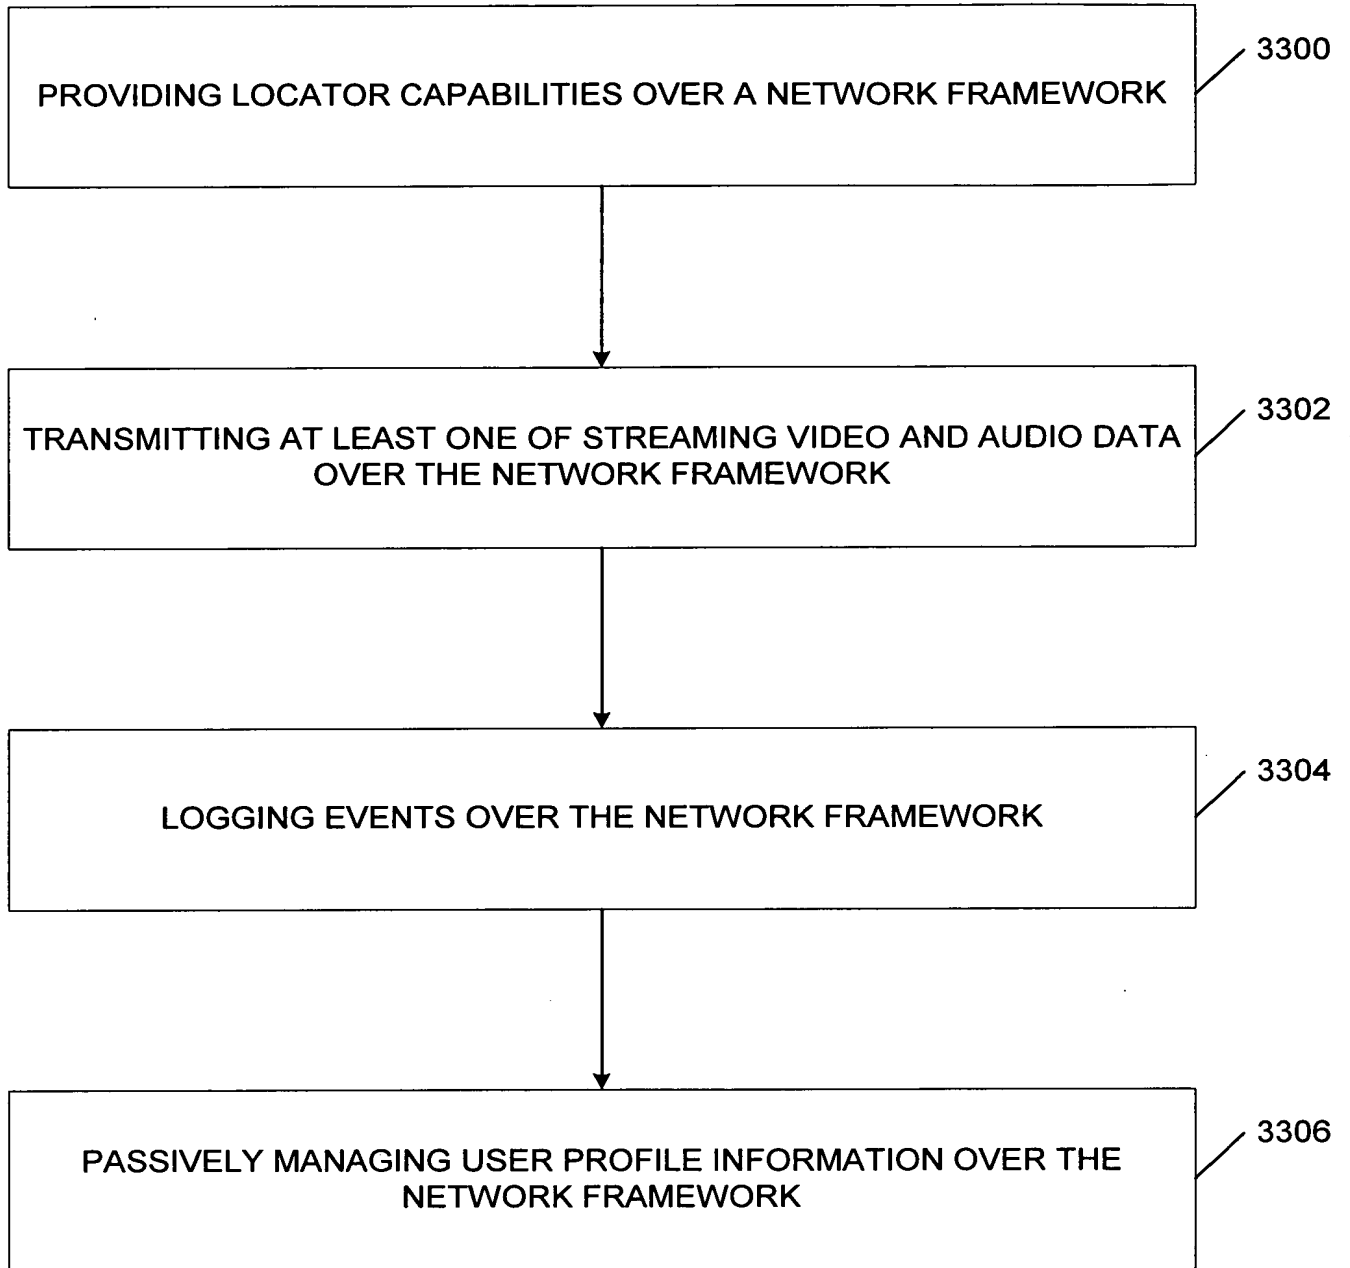 PROVIDING LOCATOR CAPABILITIES OVER A NETWORK FRAMEWORK
3300
TRANSMITTING AT LEAST ONE OF STREAMING VIDEO AND AUDIO DATA
OVER THE NETWORK FRAMEWORK
3302
LOGGING EVENTS OVER THE NETWORK FRAMEWORK
3304
PASSIVELY MANAGING USER PROFILE INFORMATION OVER THE
NETWORK FRAMEWORK
3306